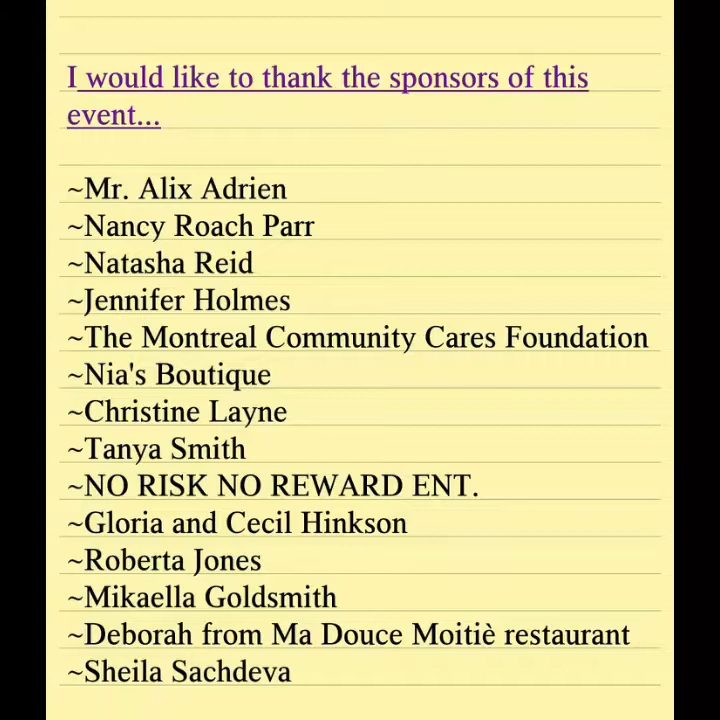 I would like to thank the sponsors of this
event...
~Mr. Alix Adrien
~Nancy Roach Parr
~Natasha Reid
~Jennifer Holmes
~The Montreal Community Cares Foundation
~Nia's Boutique
~Christine Layne
~Tanya Smith
~NO RISK NO REWARD ENT.
~Gloria and Cecil Hinkson
~Roberta Jones
~Mikaella Goldsmith
~Deborah from Ma Douce Moitiè restaurant
~Sheila Sachdeva